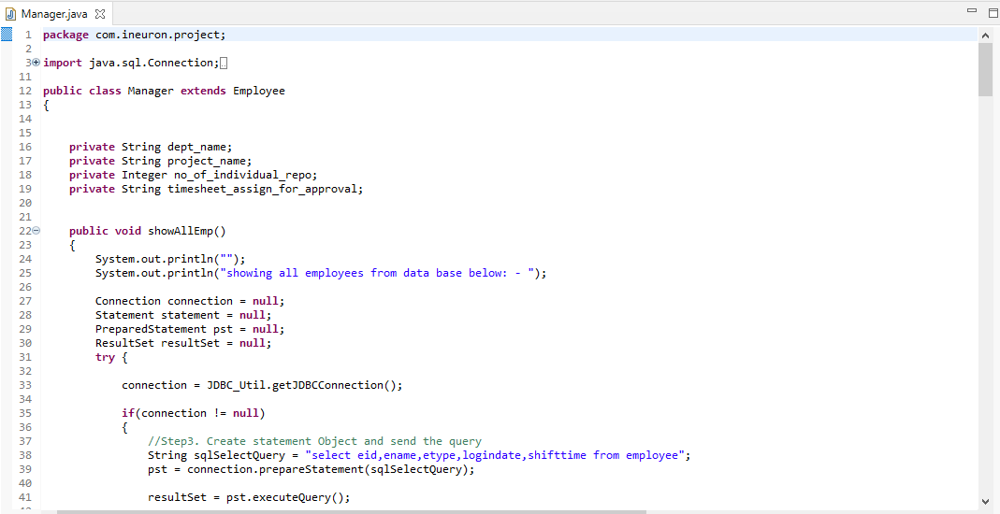 Manager.java
1 package com.ineuron.project;
2
3 import java.sql.Connection;
11
12 public class Manager extends Employee
13 {
14
15
16 private String dept_name;
17 private String project_name;
18 private Integer no_of_individual_repo;
19 private String timesheet_assign_for_approval;
20
21
22 public void showAllEmp()
23 {
24 System.out.println("");
25 System.out.println("showing all employees from data base below: - ");
26
27 Connection connection = null;
28 Statement statement = null;
29 PreparedStatement pst = null;
30 ResultSet resultSet = null;
31 try {
32
33 connection = JDBC_Util.getJDBCConnection();
34
35 if(connection != null)
36 {
37 //Step3. Create statement Object and send the query
38 String sqlSelectQuery = "select eid,ename,etype,logindate,shifttime from employee";
39 pst = connection.prepareStatement(sqlSelectQuery);
40
41 resultSet = pst.executeQuery();